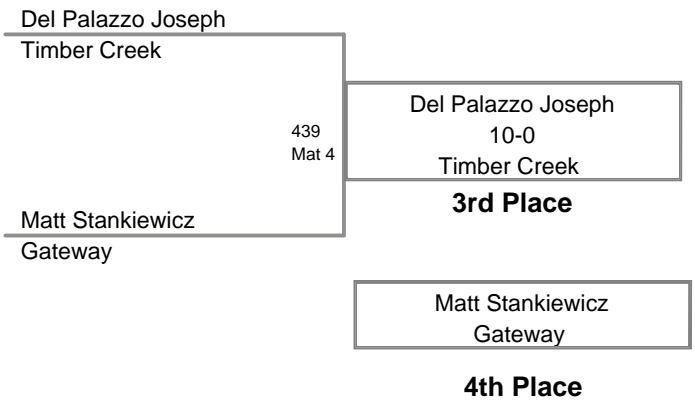 Del Palazzo Joseph
Timber Creek
439
Mat 4
Matt Stankiewicz
Gateway
Del Palazzo Joseph
10-0
Timber Creek
3rd Place
Matt Stankiewicz
Gateway
4th Place